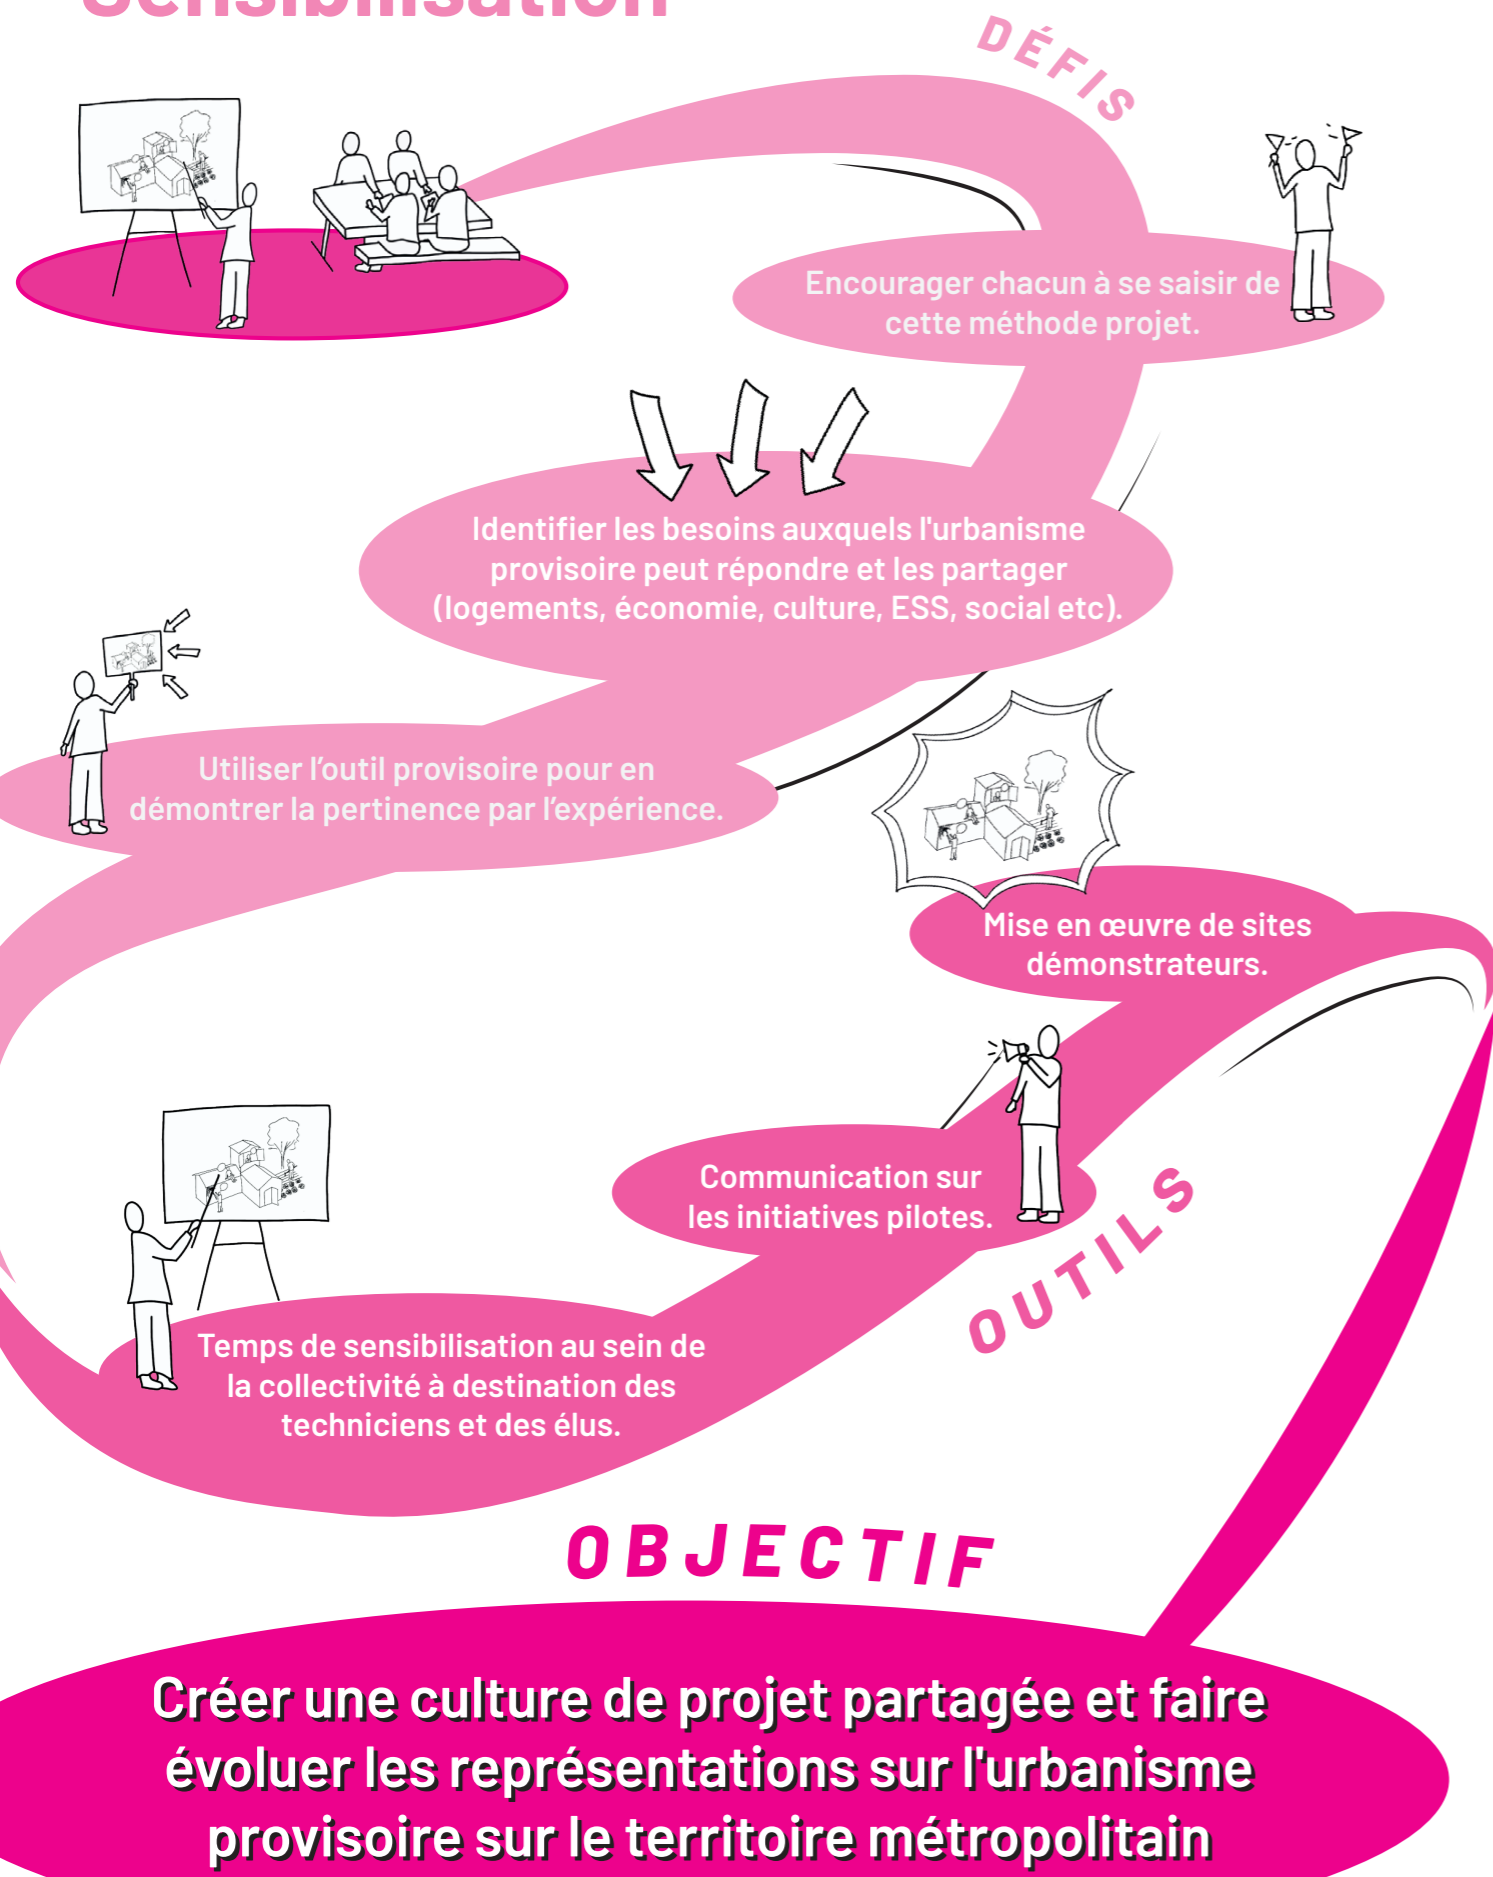 Sensibilisation
DÉFIS
Encourager chacun à se saisir de
cette méthode projet.
Identifier les besoins auxquels l'urbanisme
provisoire peut répondre et les partager
(logements, économie, culture, ESS, social etc).
Utiliser l’outil provisoire pour en
démontrer la pertinence par l’expérience.
Mise en œuvre de sites
démonstrateurs.
Communication sur
les initiatives pilotes.
OUTILS
Temps de sensibilisation au sein de
la collectivité à destination des
techniciens et des élus.
OBJECTIF
Créer une culture de projet partagée et faire
évoluer les représentations sur l'urbanisme
provisoire sur le territoire métropolitain